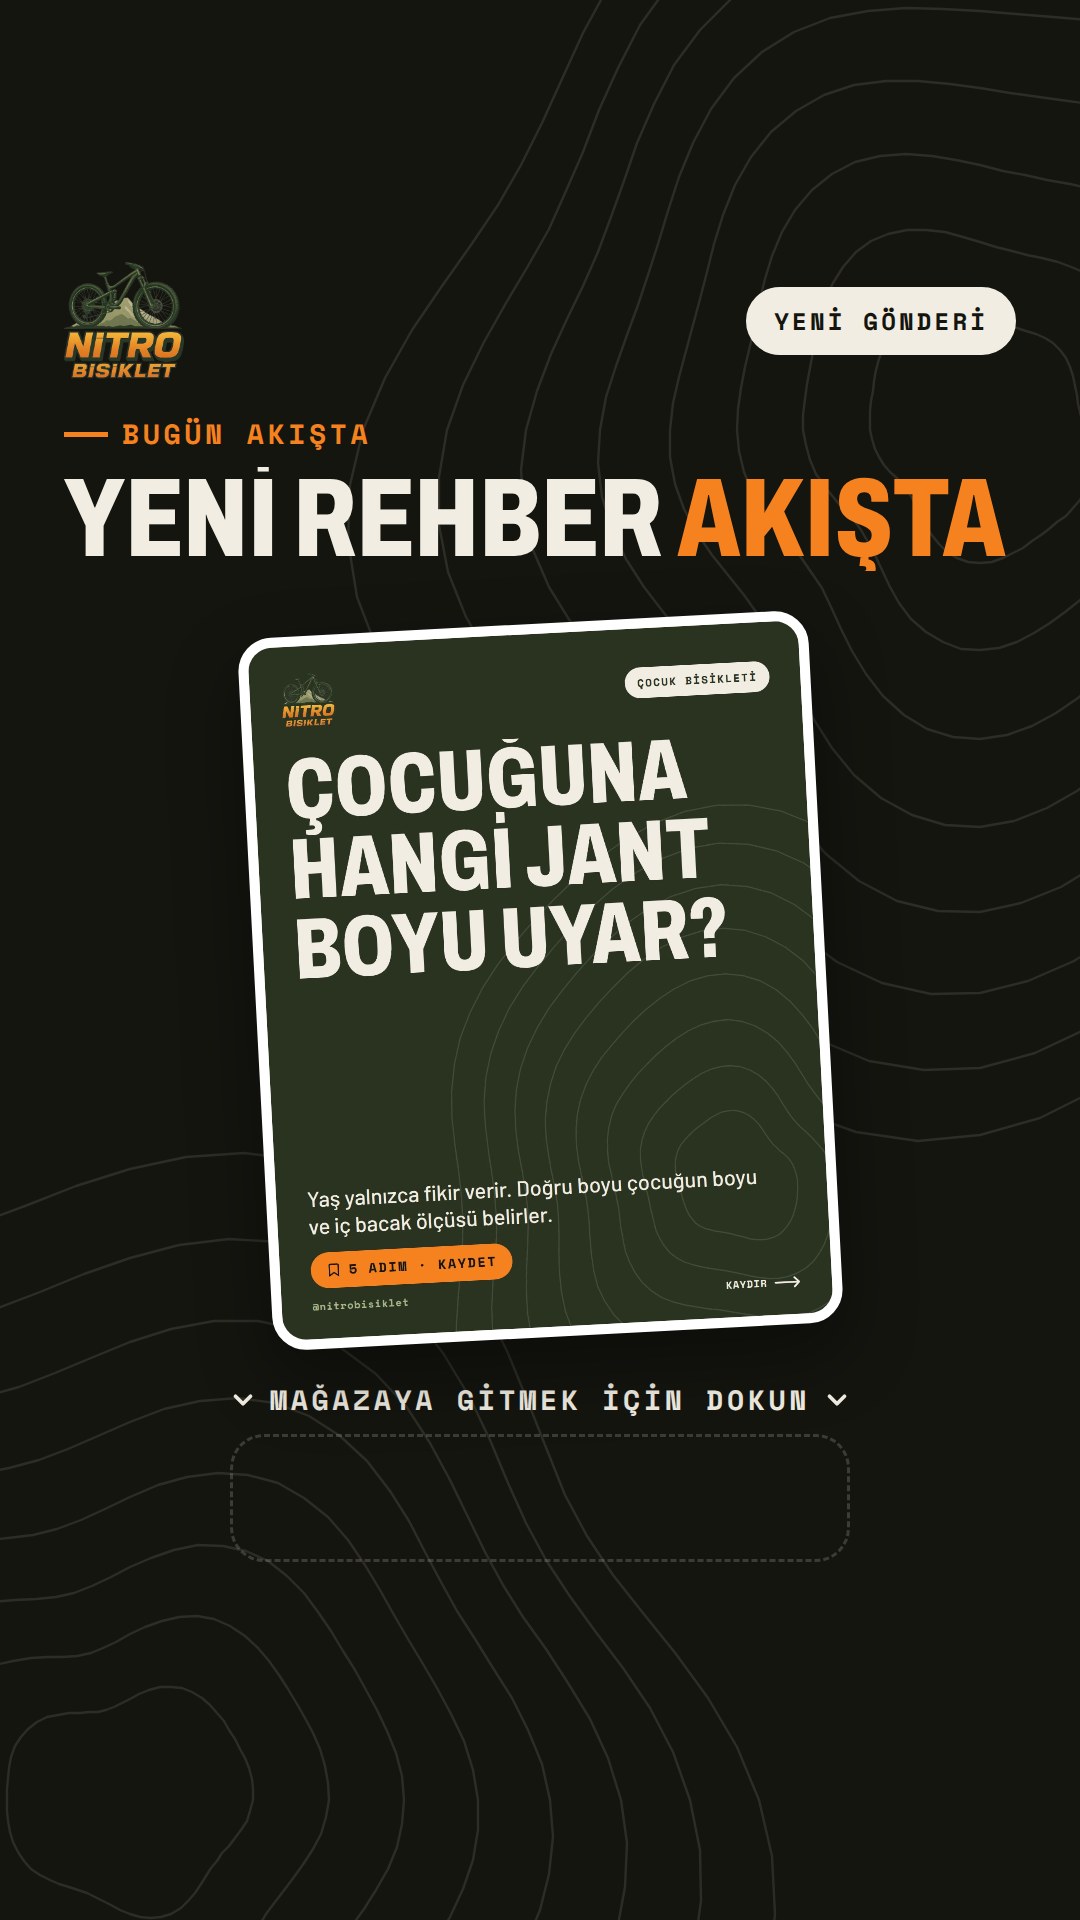 NiTRO
BiSiKLET
YENİ GÖNDERİ
BUGÜN AKIŞTA
YENİ REHBER AKIŞTA
NiTRO
BiSiKLET
ÇOCUK BİSİKLETİ
ÇOCUĞUNA
HANGİ JANT
BOYU UYAR?
Yaş yalnızca fikir verir. Doğru boyu çocuğun boyu
ve iç bacak ölçüsü belirler.
5 ADIM · KAYDET
@nitrobisiklet
KAYDIR
MAĞAZAYA GİTMEK İÇİN DOKUN